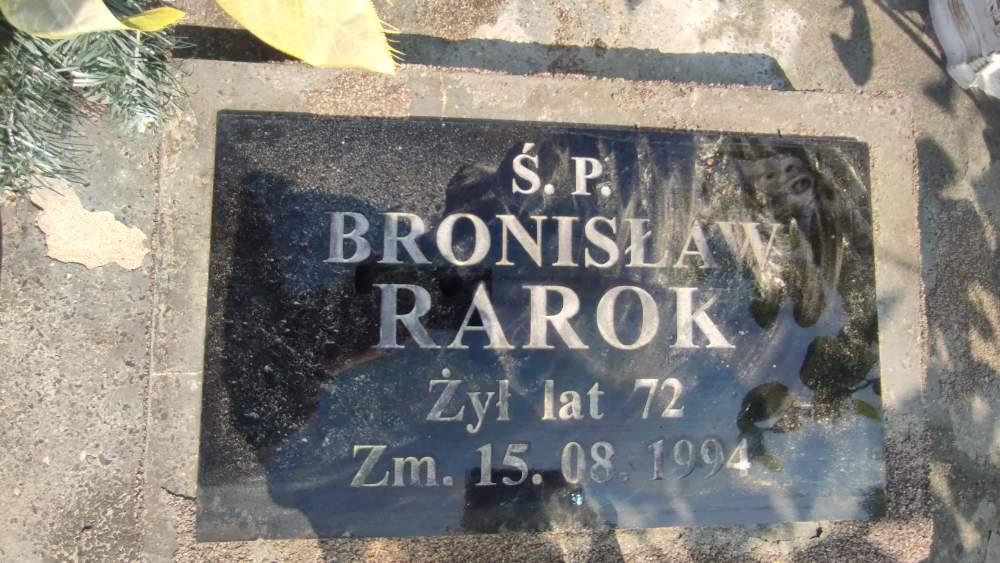 Ś. P.
BRONISŁAW
RAROK
Żył lat 72
Zm. 15. 08. 1994